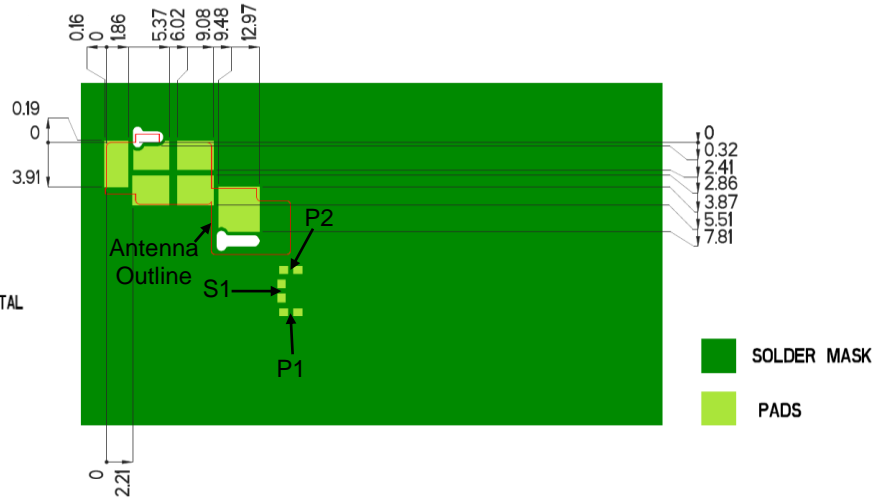 0.16
0
1.86
5.37
6.02
9.08
9.48
12.97
0.19
0
3.91
0
0.32
2.41
2.86
3.87
5.51
7.81
P2
Antenna
Outline
S1
TAL
P1
SOLDER MASK
PADS
0
2.21